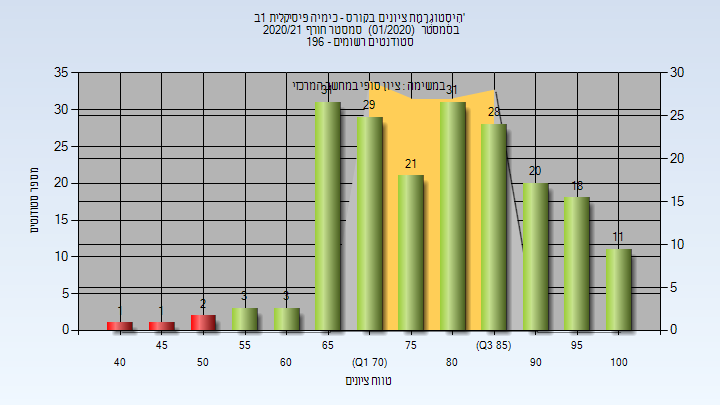 הִיסְטוֹגְרָמַת ציונים בקורס - כימיה פיסיקלית 1ב'
בסמסטר (01/2020) סמסטר חורף 2020/21
סטודנטים רשומים - 196
במשימה : ציון סופי במחשב המרכזי
מספר סטודנטים
35 30 25 20 15 10 5 0
30 25 20 15 10 5 0
1 1 2 3 3 31 29 21 31 28 20 18 11
40 45 50 55 60 65 (Q1 70) 75 80 (Q3 85) 90 95 100
טווח ציונים